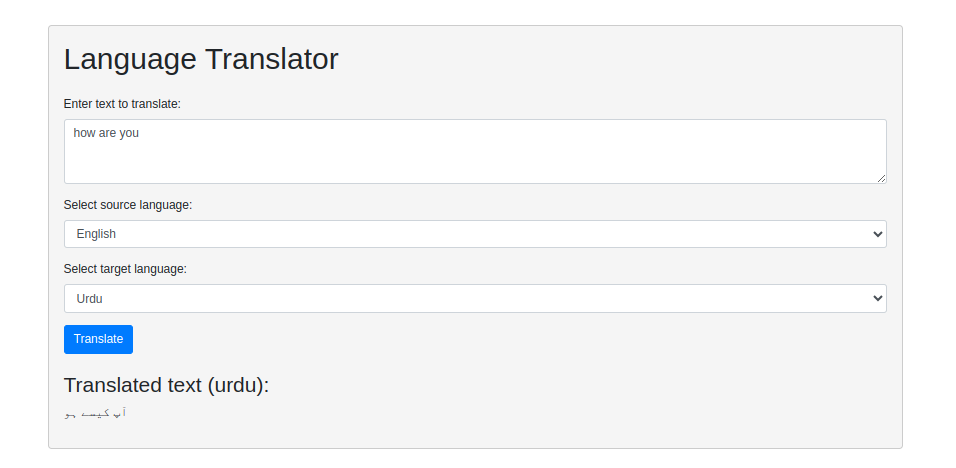 Language Translator
Enter text to translate:
how are you
Select source language:
English
Select target language:
Urdu
Translate
Translated text (urdu):
آپ کیسے ہو